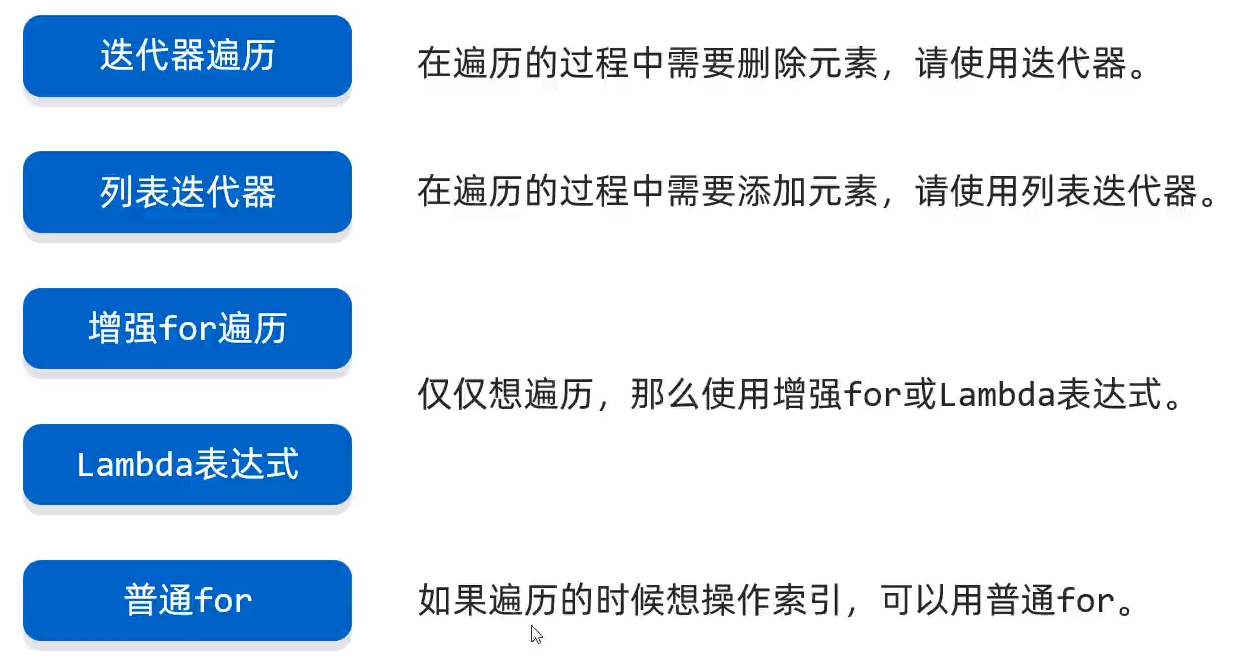 迭代器遍历
在遍历的过程中需要删除元素，请使用迭代器。
列表迭代器
在遍历的过程中需要添加元素，请使用列表迭代器。
增强for遍历
仅仅想遍历，那么使用增强for或Lambda表达式。
Lambda表达式
普通for
如果遍历的时候想操作索引，可以用普通for。